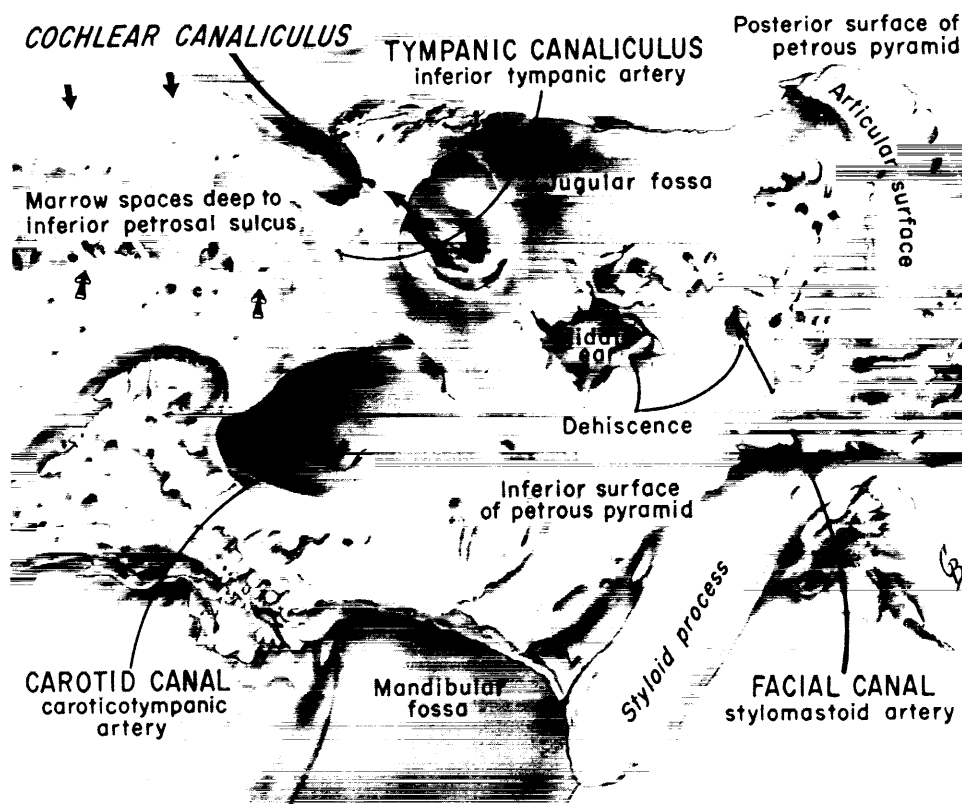 COCHLEAR CANALICULUS
TYMPANIC CANALICULUS
inferior tympanic artery
Posterior surface of
petrous pyramid
Articular surface
Jugular fossa
Marrow spaces deep to
inferior petrosal sulcus
ear
Dehiscence
Inferior surface
of petrous pyramid
Styloid process
CAROTID CANAL
caroticotympanic
artery
Mandibular
fossa
FACIAL CANAL
stylomastoid artery
CB